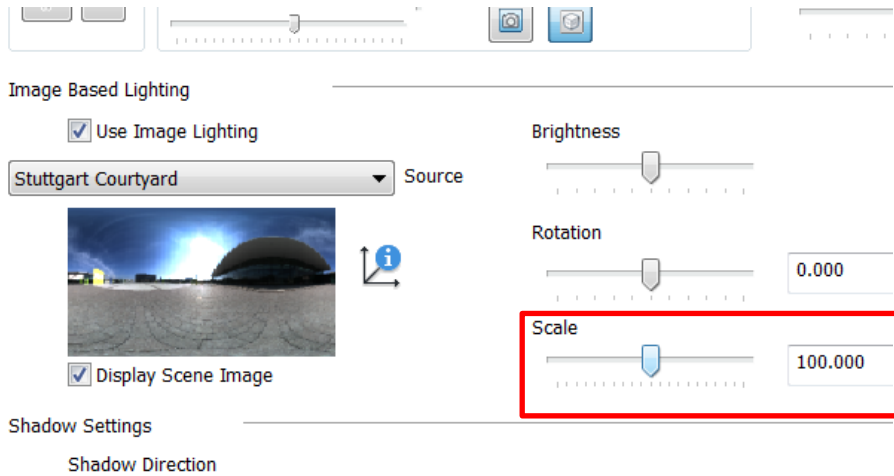 Image Based Lighting
Use Image Lighting
Brightness
Stuttgart Courtyard
Source
Rotation
0.000
Scale
100.000
Display Scene Image
Shadow Settings
Shadow Direction